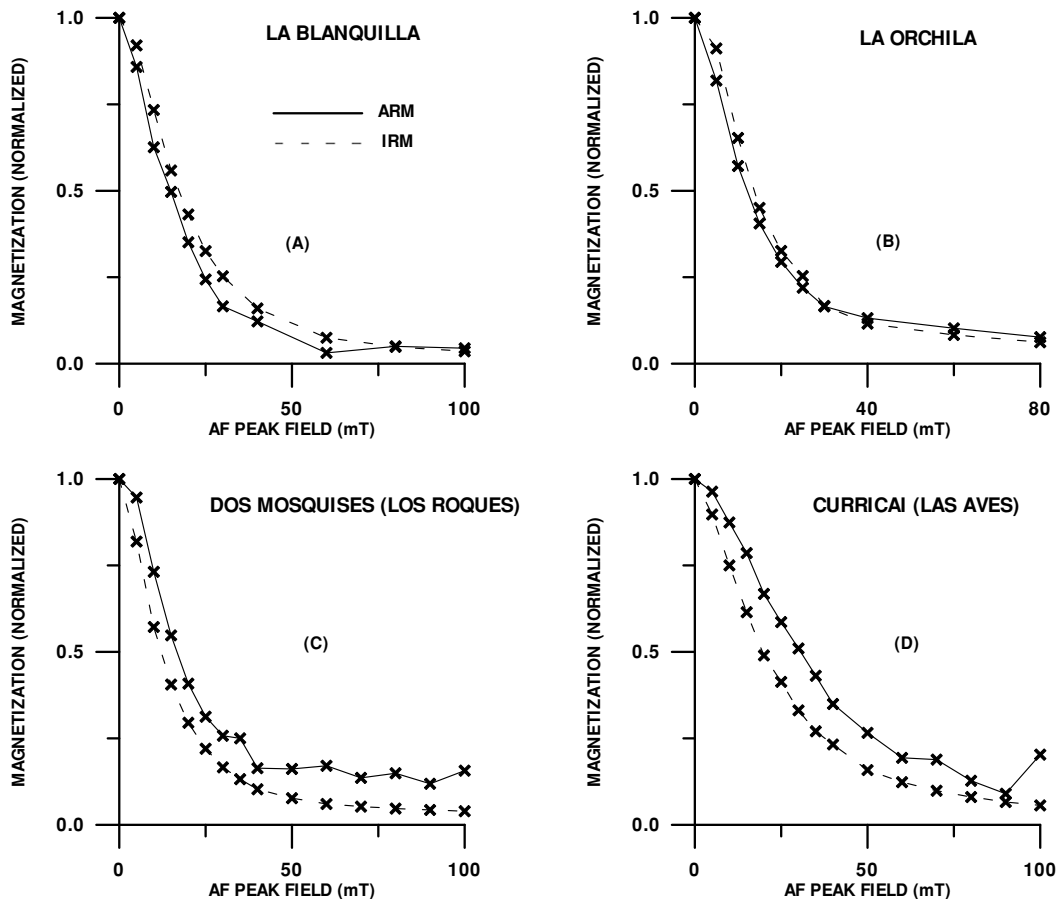 LA BLANQUILLA
MAGNETIZATION (NORMALIZED)
1.0
0.5
0.0
ARM
IRM
(A)
0
50
100
AF PEAK FIELD (mT)
LA ORCHILA
MAGNETIZATION (NORMALIZED)
1.0
0.5
0.0
(B)
0
40
80
AF PEAK FIELD (mT)
DOS MOSQUISES (LOS ROQUES)
MAGNETIZATION (NORMALIZED)
1.0
0.5
0.0
(C)
0
50
100
AF PEAK FIELD (mT)
CURRICAI (LAS AVES)
MAGNETIZATION (NORMALIZED)
1.0
0.5
0.0
(D)
0
50
100
AF PEAK FIELD (mT)